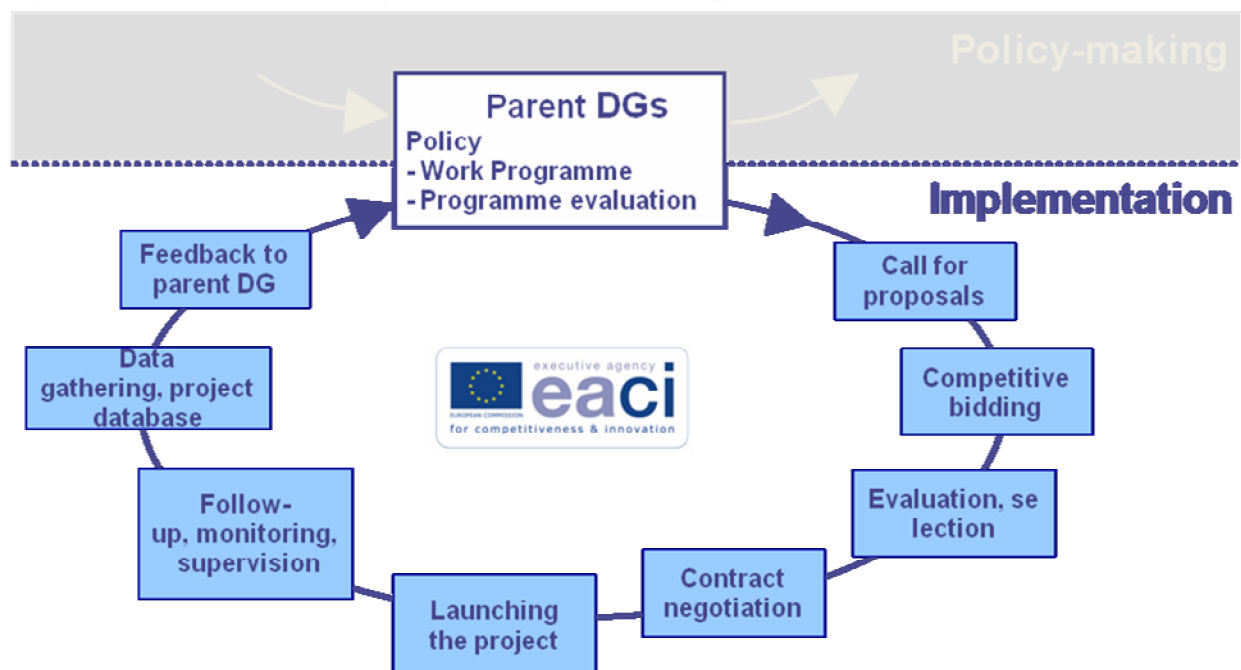 Policy-making
Parent DGs
Policy
- Work Programme
- Programme evaluation
Implementation
Call for
proposals
Competitive
bidding
Evaluation, se
lection
Contract
negotiation
Launching
the project
Follow-
up, monitoring,
supervision
Data
gathering, project
database
Feedback to
parent DG
executive agency
eaci
EUROPEAN COMMISSION
for competitiveness & innovation